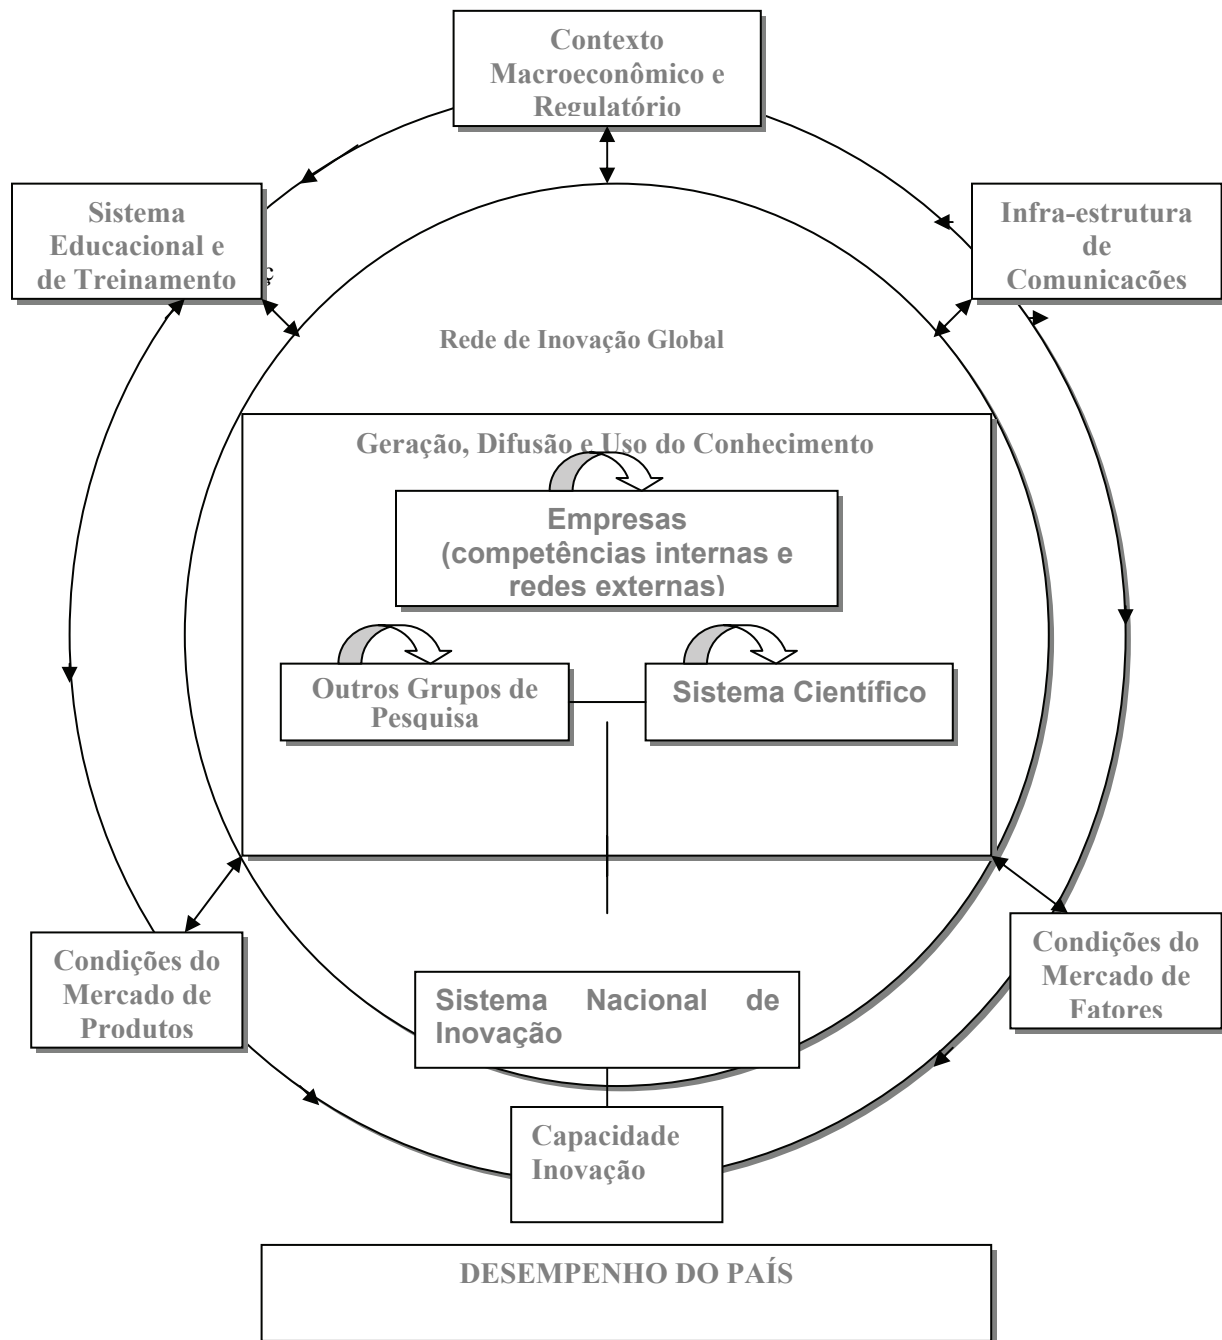 Contexto
Macroeconômico e
Regulatório
Sistema
Educacional e
de Treinamento
ç
Infra-estrutura
de
Comunicacões
Rede de Inovação Global
Geração, Difusão e Uso do Conhecimento
Empresas
(competências internas e
redes externas)
Outros Grupos de
Pesquisa
Sistema Científico
Condições do
Mercado de
Produtos
Condições do
Mercado de
Fatores
Sistema Nacional de
Inovação
Capacidade
Inovação
DESEMPENHO DO PAÍS